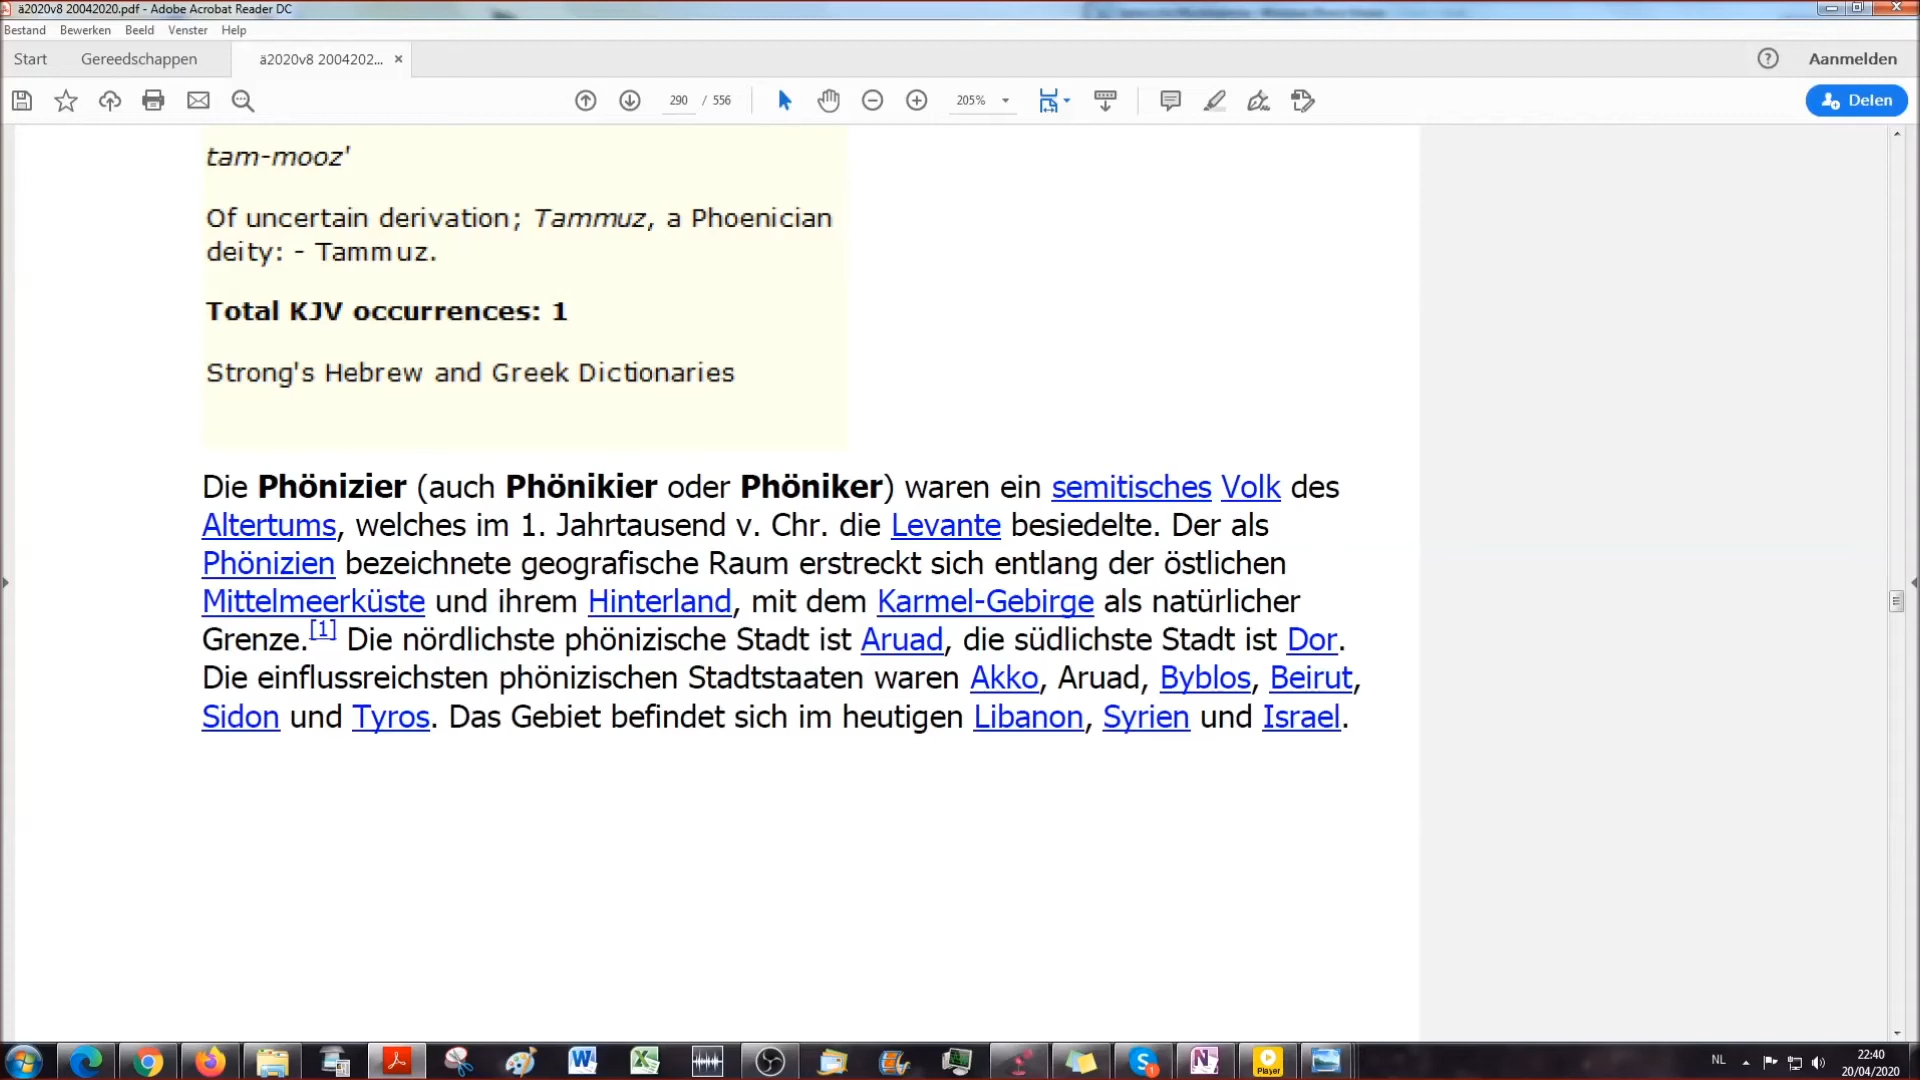 ä2020v8 20042020.pdf - Adobe Acrobat Reader DC
Bestand Bewerken Beeld Venster Help
Start Gereedschappen ä2020v8 2004202... × Aanmelden
290 / 556 205% Delen
tam-mooz'
Of uncertain derivation; Tammuz, a Phoenician
deity: - Tammuz.
Total KJV occurrences: 1
Strong's Hebrew and Greek Dictionaries
Die Phönizier (auch Phönikier oder Phöniker) waren ein semitisches Volk des
Altertums, welches im 1. Jahrtausend v. Chr. die Levante besiedelte. Der als
Phönizien bezeichnete geografische Raum erstreckt sich entlang der östlichen
Mittelmeerküste und ihrem Hinterland, mit dem Karmel-Gebirge als natürlicher
Grenze.[1] Die nördlichste phönizische Stadt ist Aruad, die südlichste Stadt ist Dor.
Die einflussreichsten phönizischen Stadtstaaten waren Akko, Aruad, Byblos, Beirut,
Sidon und Tyros. Das Gebiet befindet sich im heutigen Libanon, Syrien und Israel.
Player
NL 22:40
20/04/2020